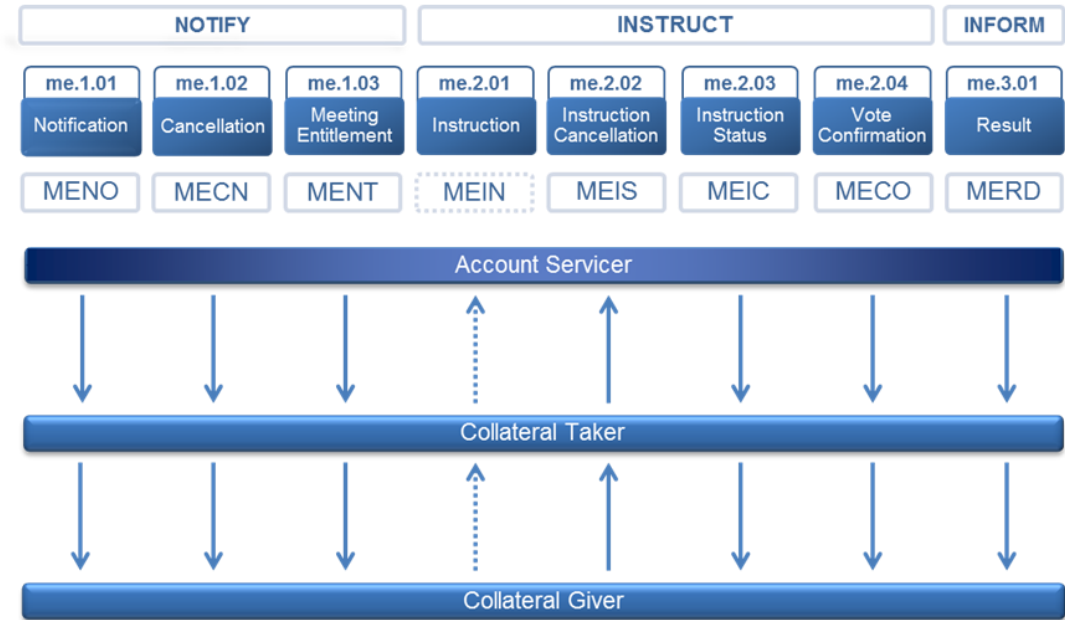 NOTIFY INSTRUCT INFORM
me.1.01 me.1.02 me.1.03 me.2.01 me.2.02 me.2.03 me.2.04 me.3.01
Notification Cancellation Meeting Entitlement Instruction Instruction Cancellation Instruction Status Vote Confirmation Result
MENO MECN MENT MEIN MEIS MEIC MECO MERD
Account Servicer
Collateral Taker
Collateral Giver